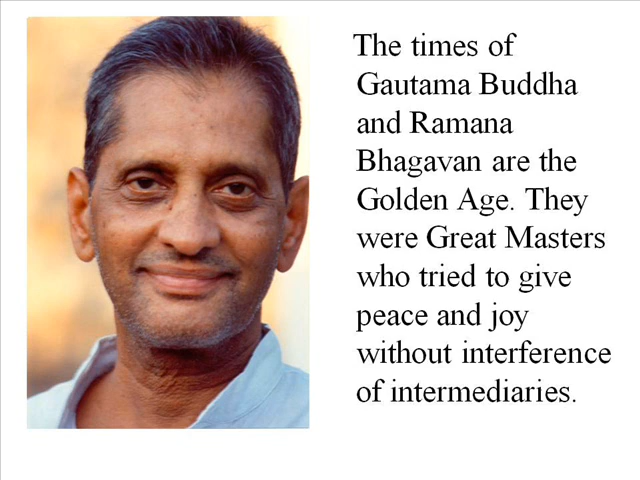 The times of
Gautama Buddha
and Ramana
Bhagavan are the
Golden Age. They
were Great Masters
who tried to give
peace and joy
without interference
of intermediaries.